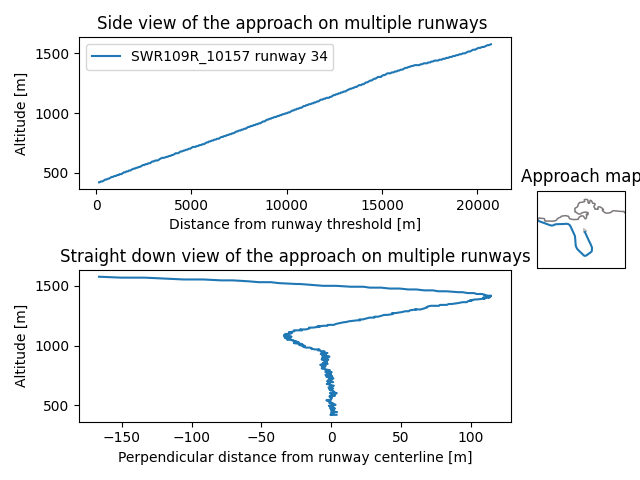 Side view of the approach on multiple runways
SWR109R_10157 runway 34
Altitude [m]
1500
1000
500
0
5000
10000
15000
20000
Distance from runway threshold [m]
Approach map
Straight down view of the approach on multiple runways
Altitude [m]
1500
1000
500
−150
−100
−50
0
50
100
Perpendicular distance from runway centerline [m]